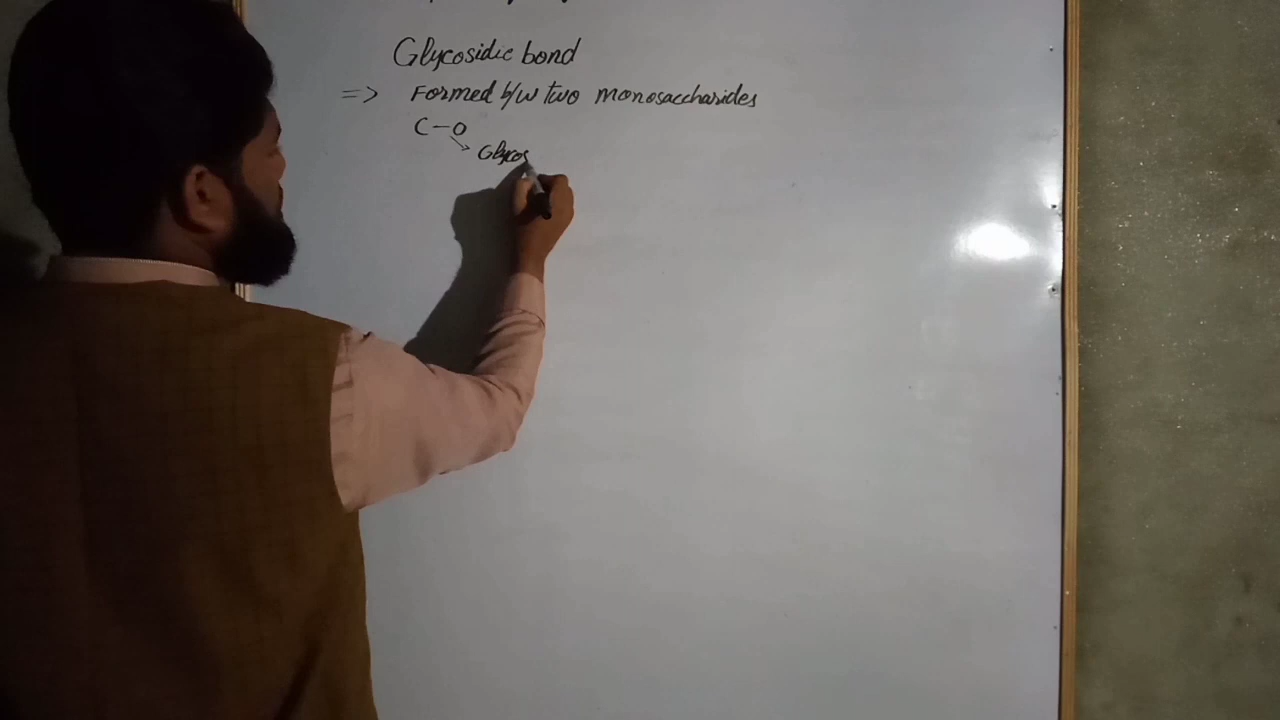 Glycosidic bond
=> Formed b/w two monosaccharides
C-O
→ Glycos